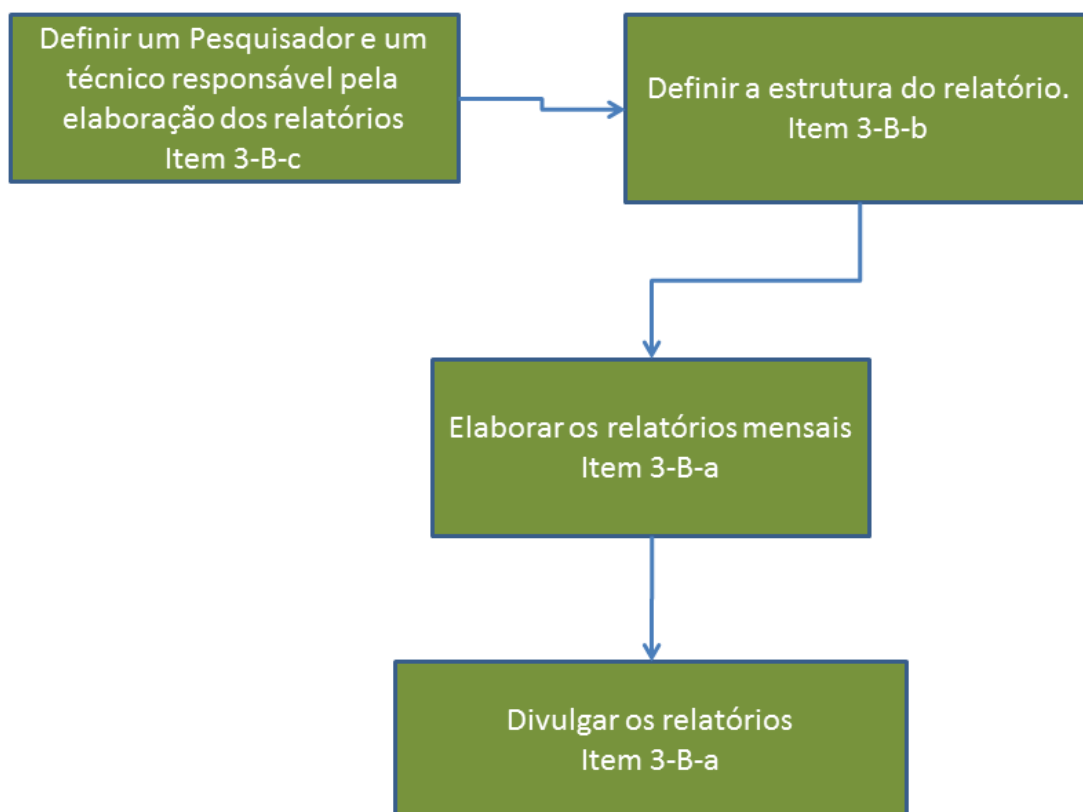 Definir um Pesquisador e um
técnico responsável pela
elaboração dos relatórios
Item 3-B-c
Definir a estrutura do relatório.
Item 3-B-b
Elaborar os relatórios mensais
Item 3-B-a
Divulgar os relatórios
Item 3-B-a